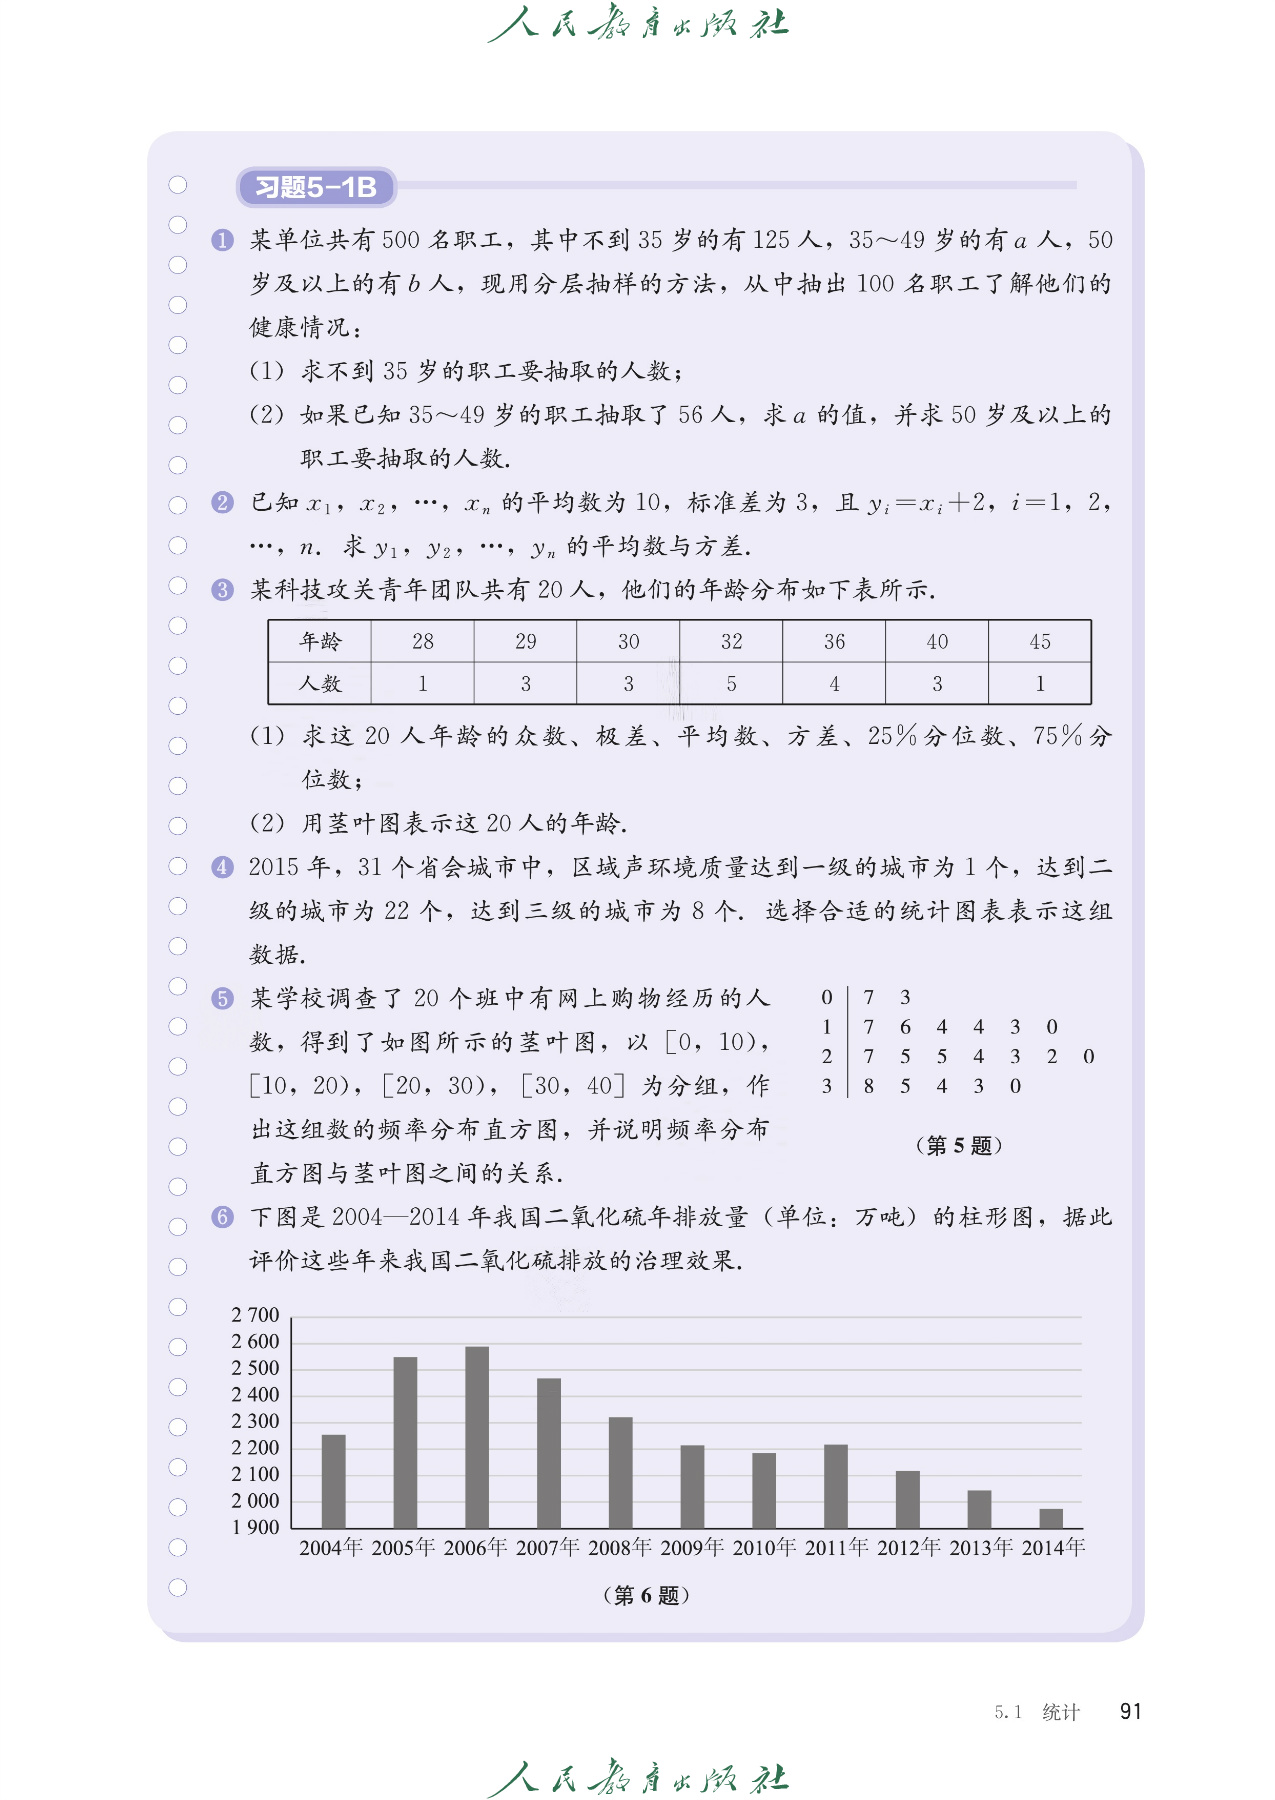 人民教育出版社
习题5-1B
1 某单位共有 500 名职工，其中不到 35 岁的有 125 人，35～49 岁的有 a 人，50
岁及以上的有 b 人，现用分层抽样的方法，从中抽出 100 名职工了解他们的
健康情况：
（1）求不到 35 岁的职工要抽取的人数；
（2）如果已知 35～49 岁的职工抽取了 56 人，求 a 的值，并求 50 岁及以上的
职工要抽取的人数．
2 已知 x₁，x₂，…，xₙ 的平均数为 10，标准差为 3，且 yᵢ=xᵢ+2，i=1，2，
…，n．求 y₁，y₂，…，yₙ 的平均数与方差．
3 某科技攻关青年团队共有 20 人，他们的年龄分布如下表所示．
年龄 28 29 30 32 36 40 45
人数 1 3 3 5 4 3 1
（1）求这 20 人年龄的众数、极差、平均数、方差、25%分位数、75%分
位数；
（2）用茎叶图表示这 20 人的年龄．
4 2015 年，31 个省会城市中，区域声环境质量达到一级的城市为 1 个，达到二
级的城市为 22 个，达到三级的城市为 8 个．选择合适的统计图表表示这组
数据．
5 某学校调查了 20 个班中有网上购物经历的人
数，得到了如图所示的茎叶图，以［0，10），
［10，20），［20，30），［30，40］为分组，作
出这组数的频率分布直方图，并说明频率分布
直方图与茎叶图之间的关系．
0 7 3
1 7 6 4 4 3 0
2 7 5 5 4 3 2 0
3 8 5 4 3 0
（第 5 题）
6 下图是 2004—2014 年我国二氧化硫年排放量（单位：万吨）的柱形图，据此
评价这些年来我国二氧化硫排放的治理效果．
2 700
2 600
2 500
2 400
2 300
2 200
2 100
2 000
1 900
2004年 2005年 2006年 2007年 2008年 2009年 2010年 2011年 2012年 2013年 2014年
（第 6 题）
5.1 统计 91
人民教育出版社